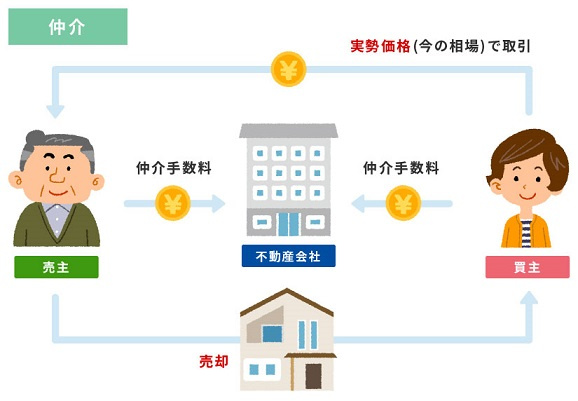 仲介
実勢価格(今の相場)で取引
¥
仲介手数料
仲介手数料
¥
¥
売主
不動産会社
買主
売却